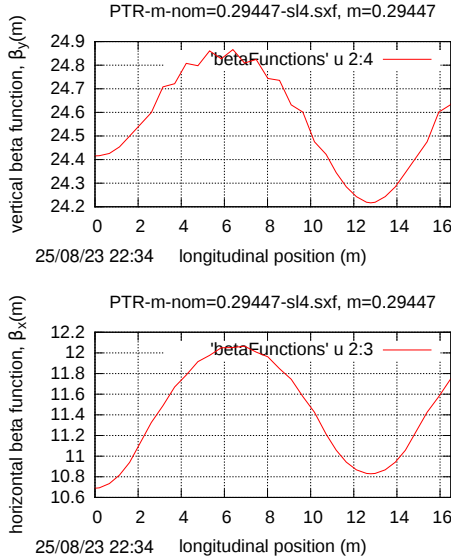 PTR-m-nom=0.29447-sl4.sxf, m=0.29447
vertical beta function, βy(m)
24.9
24.8
24.7
24.6
24.5
24.4
24.3
24.2
'betaFunctions' u 2:4
0 2 4 6 8 10 12 14 16
25/08/23 22:34 longitudinal position (m)
PTR-m-nom=0.29447-sl4.sxf, m=0.29447
horizontal beta function, βx(m)
12.2
12
11.8
11.6
11.4
11.2
11
10.8
10.6
'betaFunctions' u 2:3
0 2 4 6 8 10 12 14 16
25/08/23 22:34 longitudinal position (m)